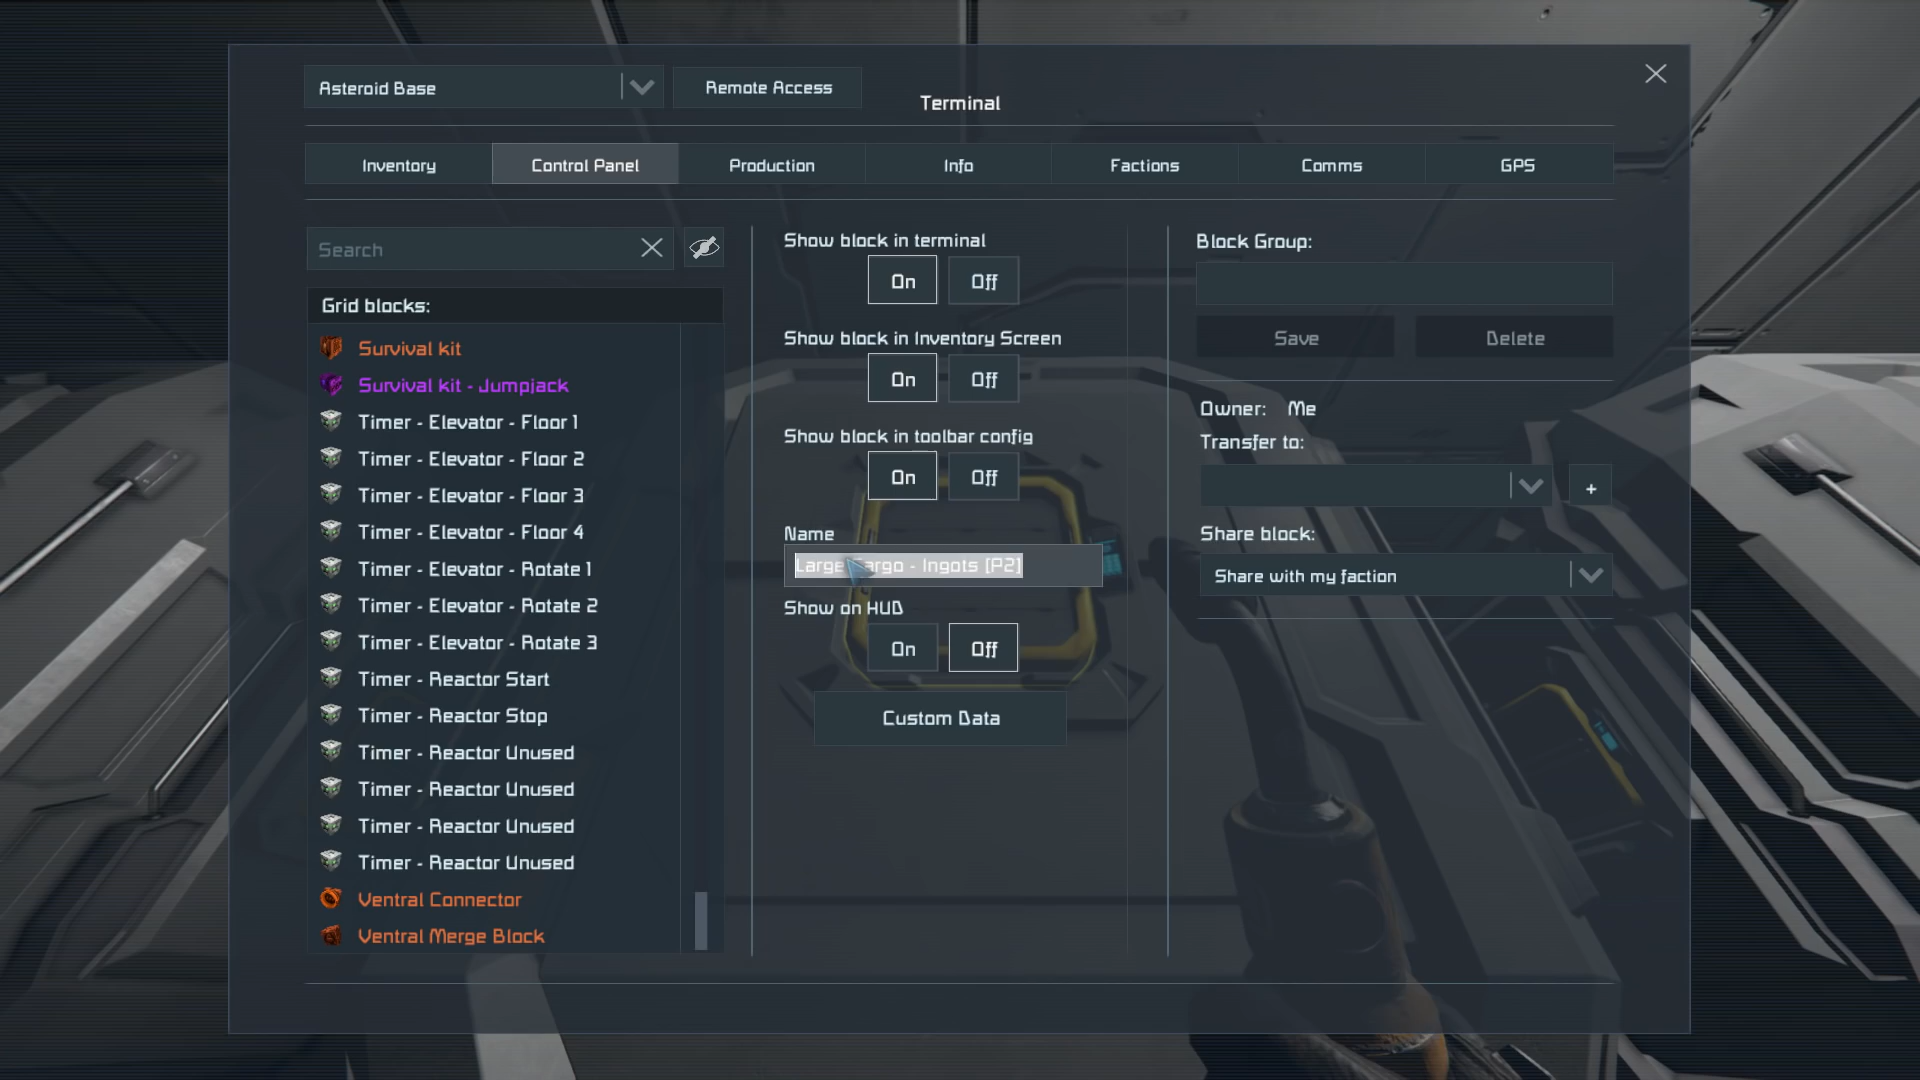 Asteroid Base
Remote Access
Terminal
Inventory
Control Panel
Production
Info
Factions
Comms
GPS
Search
Grid blocks:
Survival kit
Survival kit - Jumpjack
Timer - Elevator - Floor 1
Timer - Elevator - Floor 2
Timer - Elevator - Floor 3
Timer - Elevator - Floor 4
Timer - Elevator - Rotate 1
Timer - Elevator - Rotate 2
Timer - Elevator - Rotate 3
Timer - Reactor Start
Timer - Reactor Stop
Timer - Reactor Unused
Timer - Reactor Unused
Timer - Reactor Unused
Timer - Reactor Unused
Ventral Connector
Ventral Merge Block
Show block in terminal
On Off
Show block in Inventory Screen
On Off
Show block in toolbar config
On Off
Name
Large Cargo - Ingots [P2]
Show on HUD
On Off
Custom Data
Block Group:
Save Delete
Owner: Me
Transfer to:
+
Share block:
Share with my faction